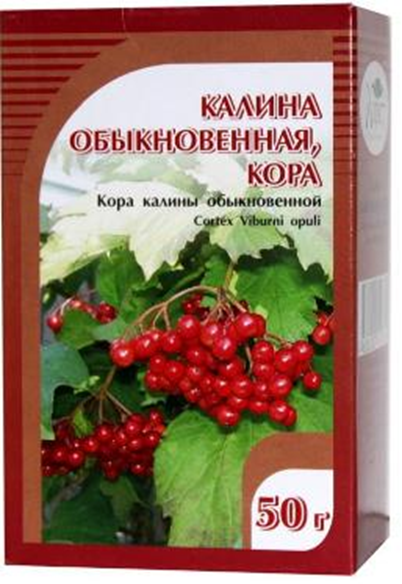 КАЛИНА
ОБЫКНОВЕННАЯ,
КОРА
Кора калины обыкновенной
Cortex Viburni opuli
50 г